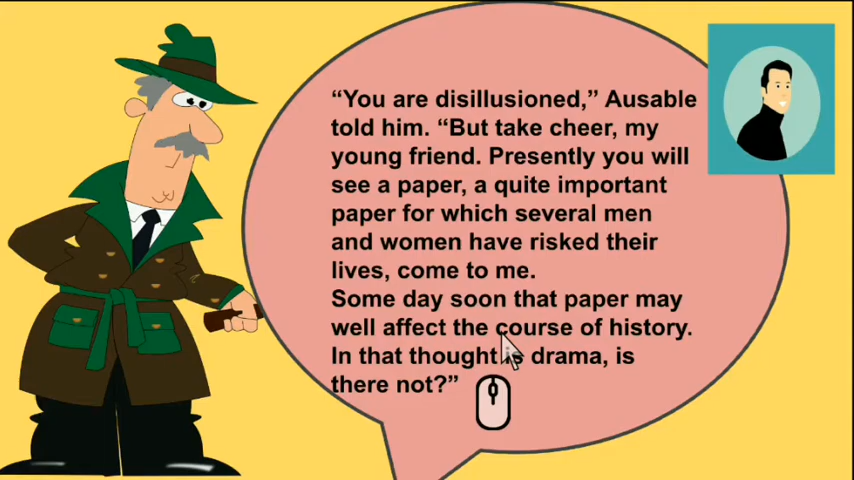 “You are disillusioned,” Ausable
told him. “But take cheer, my
young friend. Presently you will
see a paper, a quite important
paper for which several men
and women have risked their
lives, come to me.
Some day soon that paper may
well affect the course of history.
In that thought is drama, is
there not?”